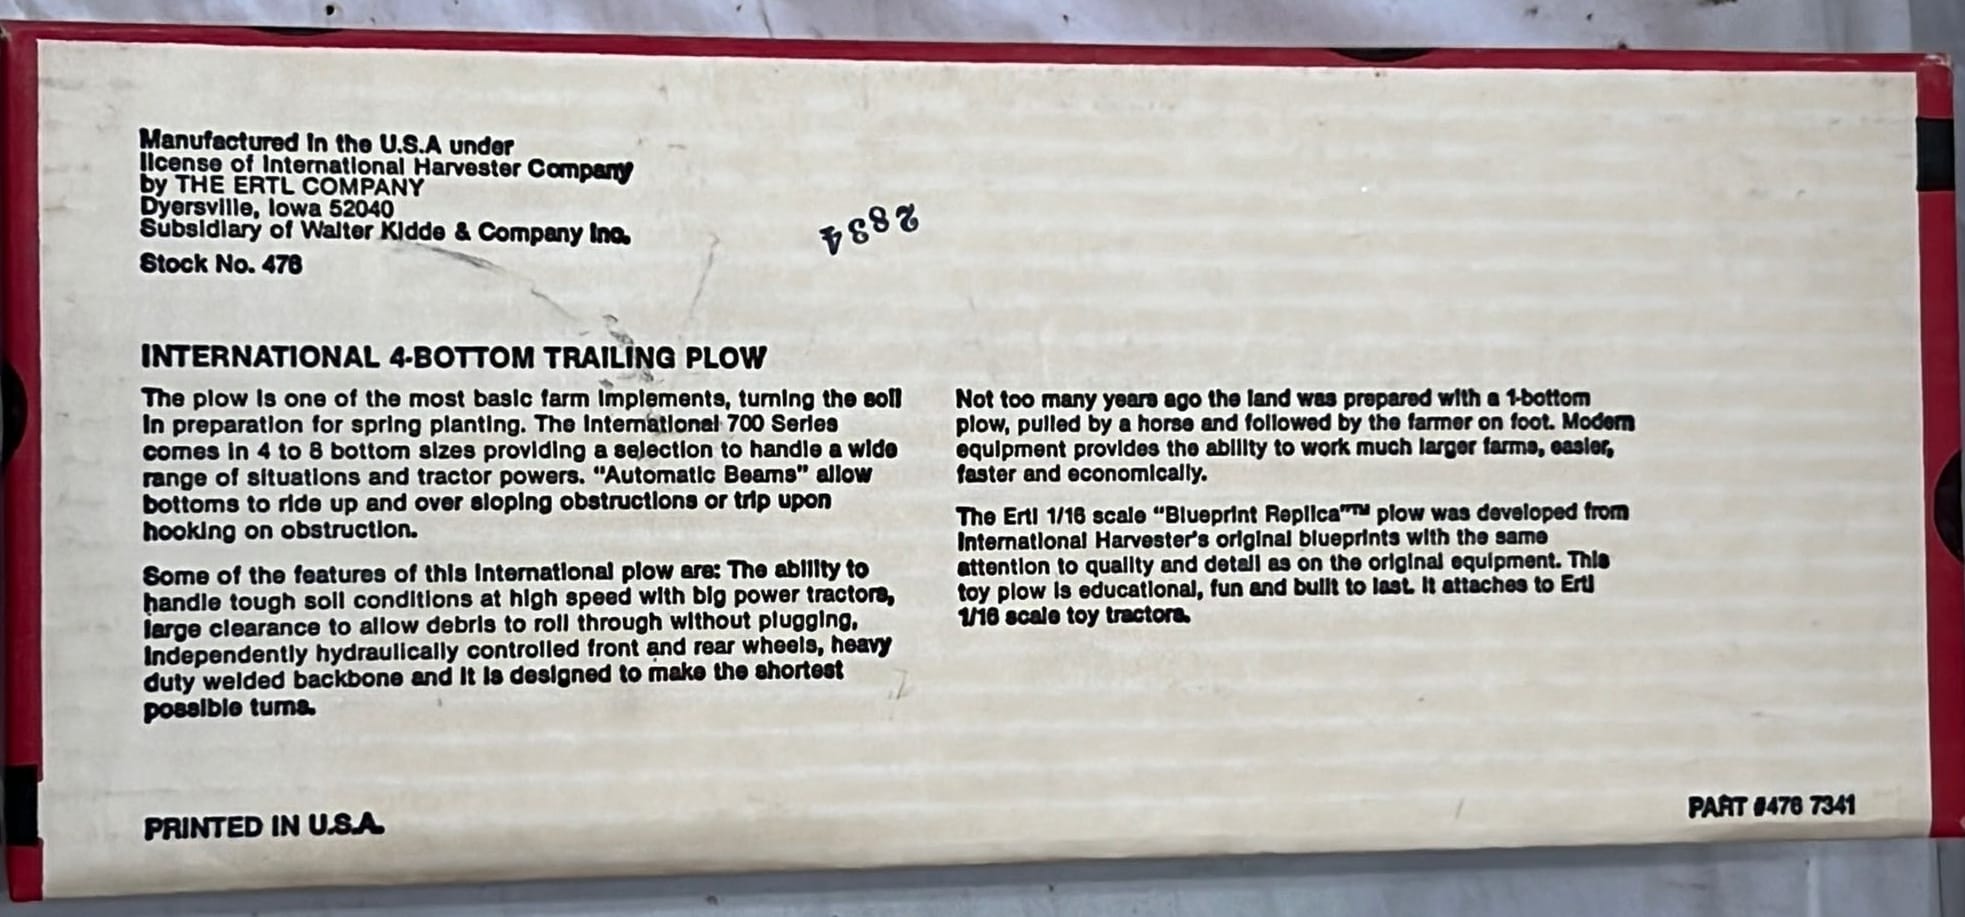 Manufactured in the U.S.A under
license of International Harvester Company
by THE ERTL COMPANY
Dyersville, Iowa 52040
Subsidiary of Walter Kidde & Company Inc.
Stock No. 476
2834
INTERNATIONAL 4-BOTTOM TRAILING PLOW
The plow is one of the most basic farm implements, turning the soil
in preparation for spring planting. The International 700 Series
comes in 4 to 8 bottom sizes providing a selection to handle a wide
range of situations and tractor powers. "Automatic Beams" allow
bottoms to ride up and over sloping obstructions or trip upon
hooking on obstruction.
Some of the features of this International plow are: The ability to
handle tough soil conditions at high speed with big power tractors,
large clearance to allow debris to roll through without plugging,
independently hydraulically controlled front and rear wheels, heavy
duty welded backbone and it is designed to make the shortest
possible turns.
Not too many years ago the land was prepared with a 1-bottom
plow, pulled by a horse and followed by the farmer on foot. Modern
equipment provides the ability to work much larger farms, easier,
faster and economically.
The Ertl 1/16 scale "Blueprint Replica"™ plow was developed from
International Harvester's original blueprints with the same
attention to quality and detail as on the original equipment. This
toy plow is educational, fun and built to last. It attaches to Ertl
1/16 scale toy tractors.
PRINTED IN U.S.A.
PART #476 7341